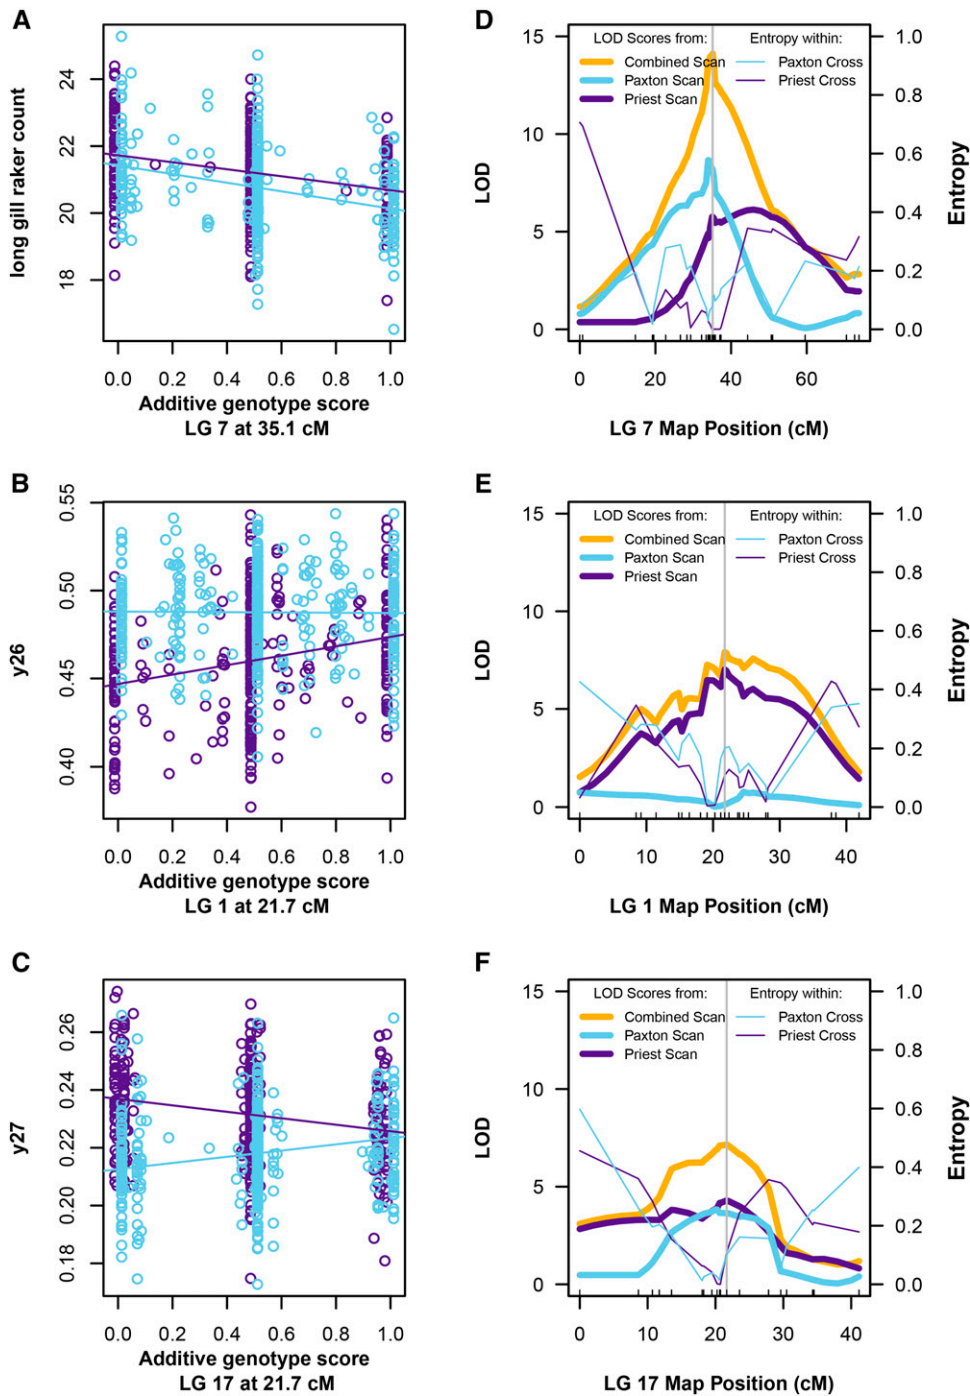 A
long gill raker count
24
22
20
18
0.0 0.2 0.4 0.6 0.8 1.0
Additive genotype score
LG 7 at 35.1 cM
D
LOD Scores from:
Combined Scan
Paxton Scan
Priest Scan
Entropy within:
Paxton Cross
Priest Cross
LOD
15
10
5
0
Entropy
1.0
0.8
0.6
0.4
0.2
0.0
0 20 40 60
LG 7 Map Position (cM)
B
y26
0.55
0.50
0.45
0.40
0.0 0.2 0.4 0.6 0.8 1.0
Additive genotype score
LG 1 at 21.7 cM
E
LOD Scores from:
Combined Scan
Paxton Scan
Priest Scan
Entropy within:
Paxton Cross
Priest Cross
LOD
15
10
5
0
Entropy
1.0
0.8
0.6
0.4
0.2
0.0
0 10 20 30 40
LG 1 Map Position (cM)
C
y27
0.26
0.24
0.22
0.20
0.18
0.0 0.2 0.4 0.6 0.8 1.0
Additive genotype score
LG 17 at 21.7 cM
F
LOD Scores from:
Combined Scan
Paxton Scan
Priest Scan
Entropy within:
Paxton Cross
Priest Cross
LOD
15
10
5
0
Entropy
1.0
0.8
0.6
0.4
0.2
0.0
0 10 20 30 40
LG 17 Map Position (cM)